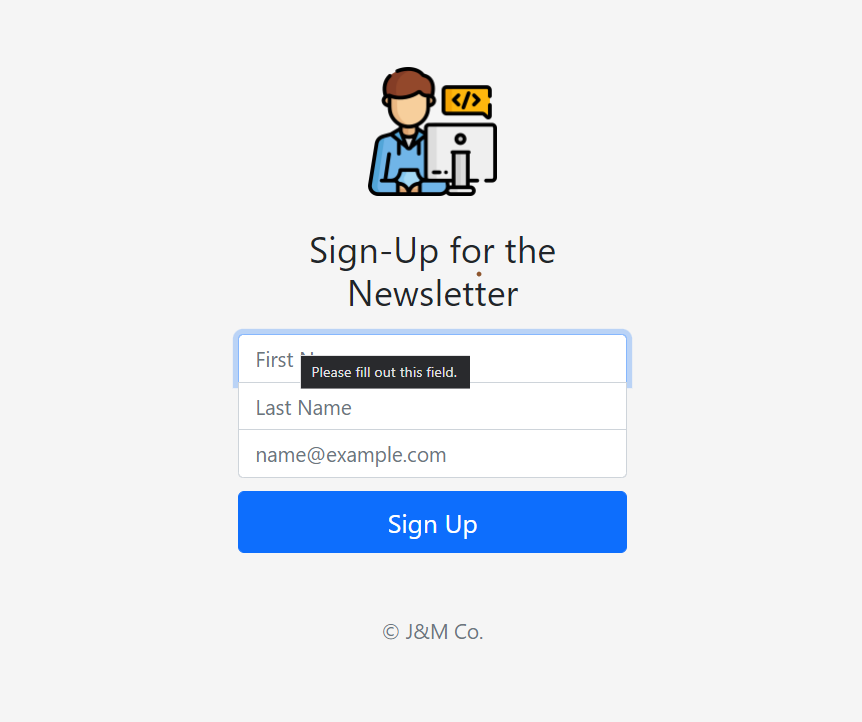 </>
Sign-Up for the
Newsletter
First
Please fill out this field.
Last Name
name@example.com
Sign Up
© J&M Co.